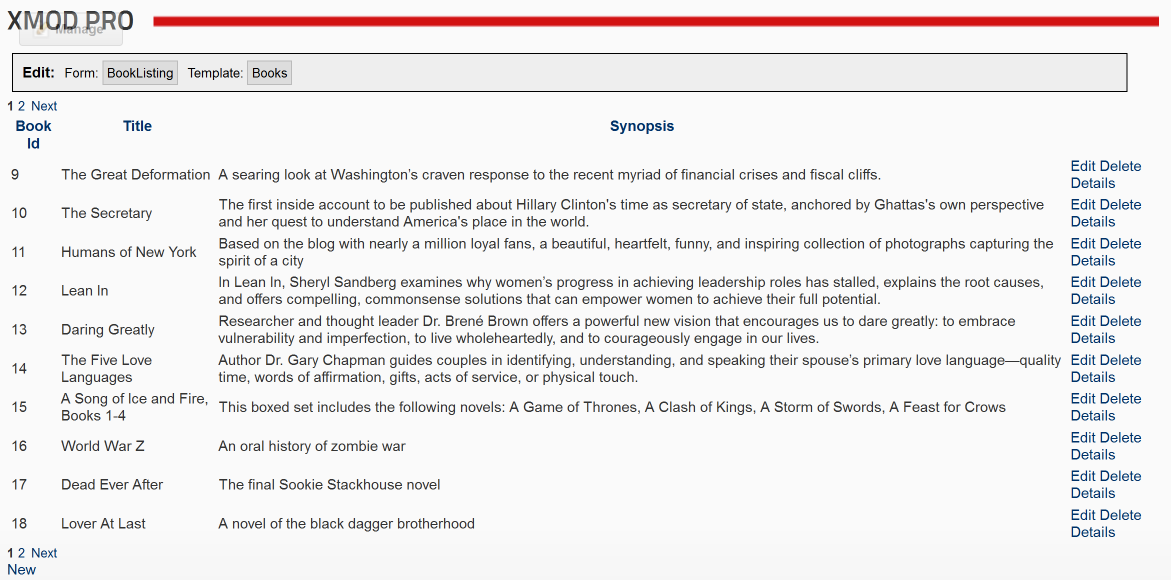 XMOD PRO
Manage
Edit: Form: BookListing Template: Books
1 2 Next
Book Title Synopsis
Id
9 The Great Deformation A searing look at Washington's craven response to the recent myriad of financial crises and fiscal cliffs. Edit Delete
Details
10 The Secretary The first inside account to be published about Hillary Clinton's time as secretary of state, anchored by Ghattas's own perspective Edit Delete
and her quest to understand America's place in the world. Details
11 Humans of New York Based on the blog with nearly a million loyal fans, a beautiful, heartfelt, funny, and inspiring collection of photographs capturing the Edit Delete
spirit of a city Details
12 Lean In In Lean In, Sheryl Sandberg examines why women's progress in achieving leadership roles has stalled, explains the root causes, Edit Delete
and offers compelling, commonsense solutions that can empower women to achieve their full potential. Details
13 Daring Greatly Researcher and thought leader Dr. Brené Brown offers a powerful new vision that encourages us to dare greatly: to embrace Edit Delete
vulnerability and imperfection, to live wholeheartedly, and to courageously engage in our lives. Details
14 The Five Love Author Dr. Gary Chapman guides couples in identifying, understanding, and speaking their spouse's primary love language—quality Edit Delete
Languages time, words of affirmation, gifts, acts of service, or physical touch. Details
15 A Song of Ice and Fire, This boxed set includes the following novels: A Game of Thrones, A Clash of Kings, A Storm of Swords, A Feast for Crows Edit Delete
Books 1-4 Details
16 World War Z An oral history of zombie war Edit Delete
Details
17 Dead Ever After The final Sookie Stackhouse novel Edit Delete
Details
18 Lover At Last A novel of the black dagger brotherhood Edit Delete
Details
1 2 Next
New